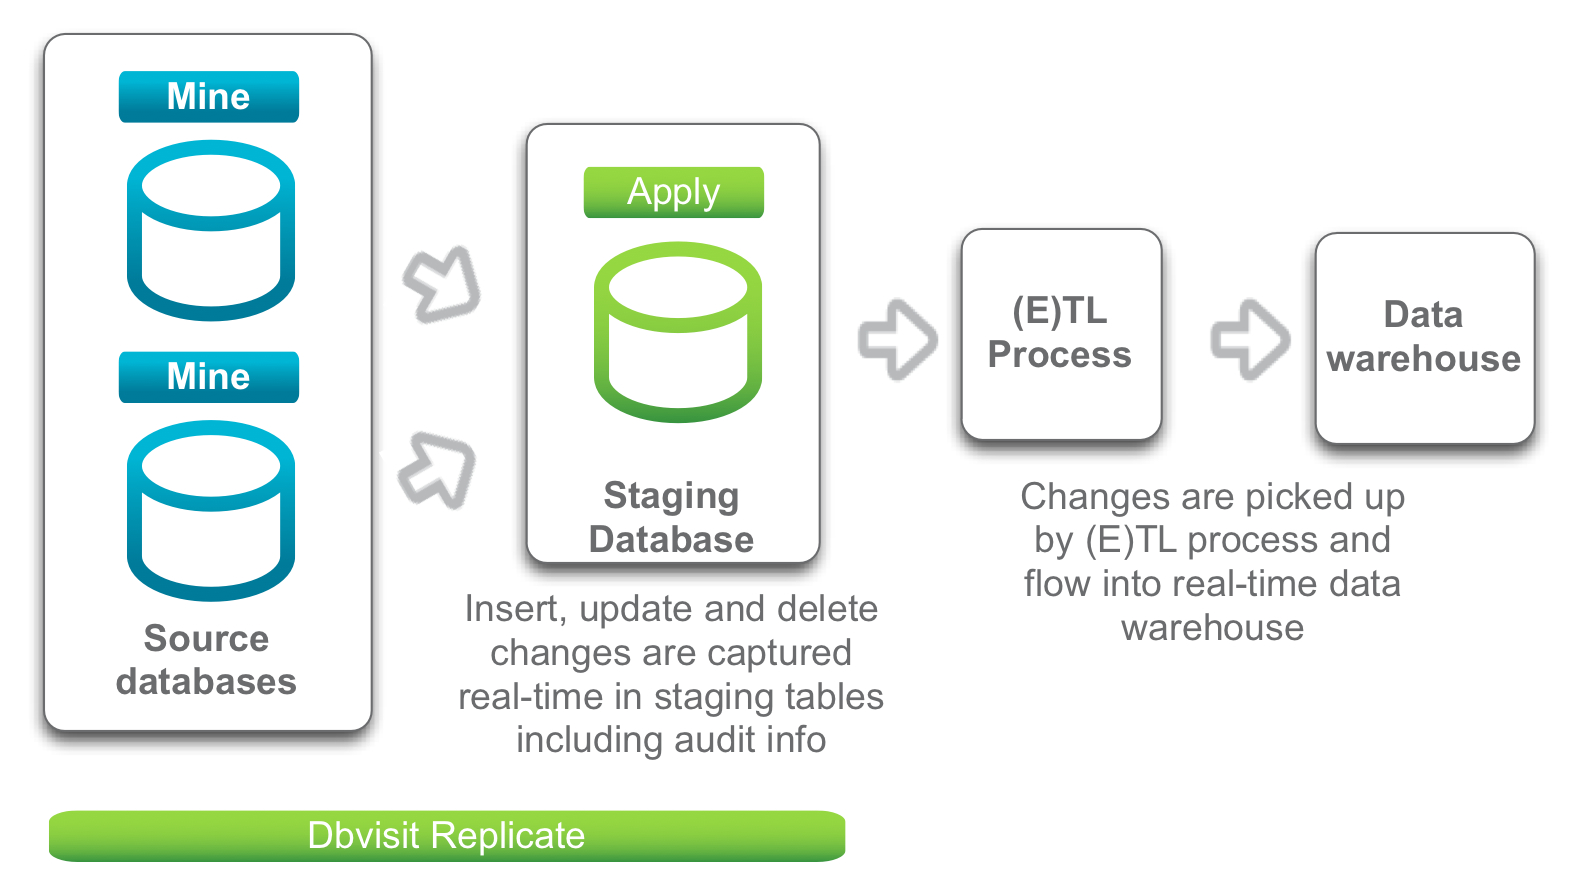 Mine
Mine
Source
databases
Apply
Staging
Database
Insert, update and delete
changes are captured
real-time in staging tables
including audit info
(E)TL
Process
Data
warehouse
Changes are picked up
by (E)TL process and
flow into real-time data
warehouse
Dbvisit Replicate